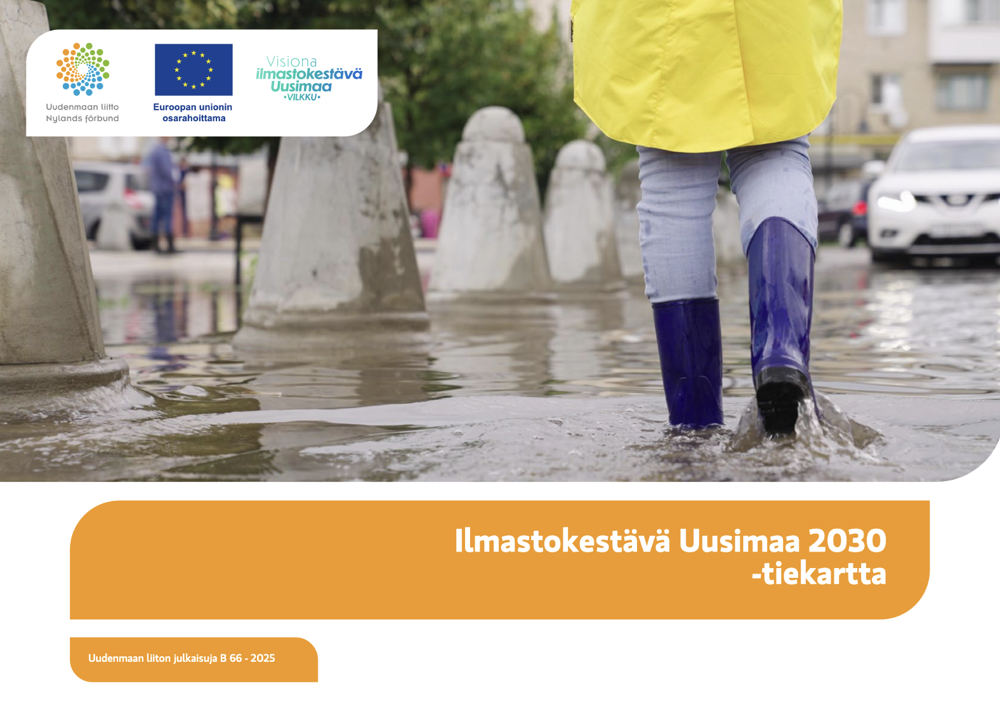 Uudenmaan liitto
Nylands förbund
Euroopan unionin
osarahoittama
Visiona
ilmastokestävä
Uusimaa
•VILKKU•
Ilmastokestävä Uusimaa 2030
-tiekartta
Uudenmaan liiton julkaisuja B 66 - 2025